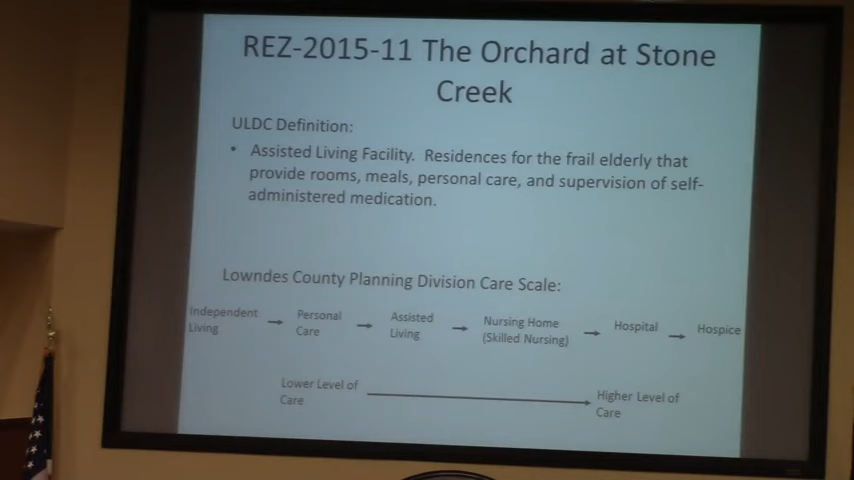 REZ-2015-11 The Orchard at Stone
Creek
ULDC Definition:
• Assisted Living Facility. Residences for the frail elderly that
provide rooms, meals, personal care, and supervision of self-
administered medication.
Lowndes County Planning Division Care Scale:
Independent Living → Personal Care → Assisted Living → Nursing Home (Skilled Nursing) → Hospital → Hospice
Lower Level of Care → Higher Level of Care